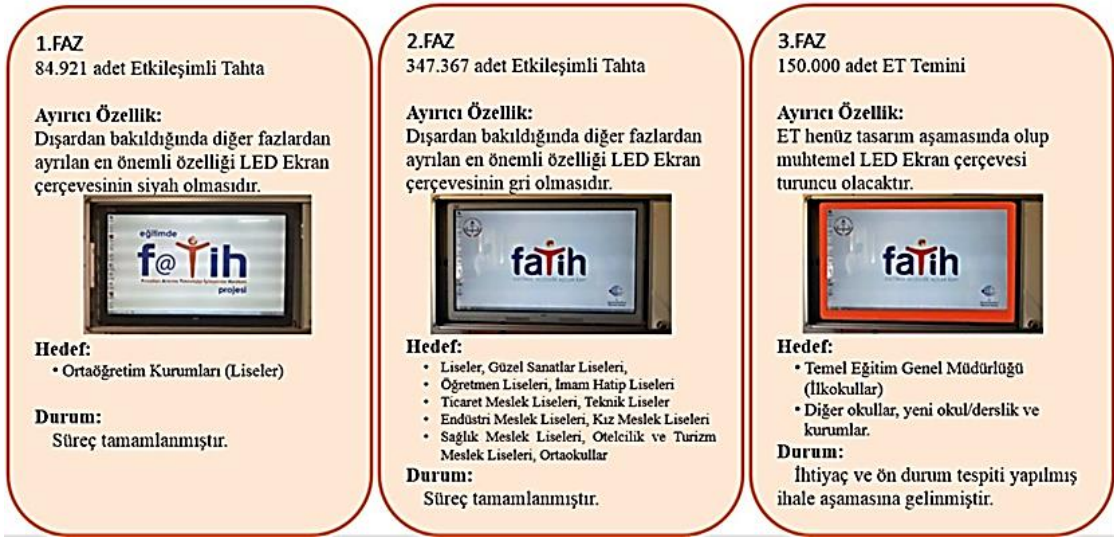 1.FAZ
84.921 adet Etkileşimli Tahta
Ayırıcı Özellik:
Dışardan bakıldığında diğer fazlardan
ayrılan en önemli özelliği LED Ekran
çerçevesinin siyah olmasıdır.
eğitimde
f@Tih
projesi
Hedef:
• Ortaöğretim Kurumları (Liseler)
Durum:
Süreç tamamlanmıştır.
2.FAZ
347.367 adet Etkileşimli Tahta
Ayırıcı Özellik:
Dışardan bakıldığında diğer fazlardan
ayrılan en önemli özelliği LED Ekran
çerçevesinin gri olmasıdır.
faTih
Hedef:
• Liseler, Güzel Sanatlar Liseleri,
• Öğretmen Liseleri, İmam Hatip Liseleri
• Ticaret Meslek Liseleri, Teknik Liseler
• Endüstri Meslek Liseleri, Kız Meslek Liseleri
• Sağlık Meslek Liseleri, Otelcilik ve Turizm
Meslek Liseleri, Ortaokullar
Durum:
Süreç tamamlanmıştır.
3.FAZ
150.000 adet ET Temini
Ayırıcı Özellik:
ET henüz tasarım aşamasında olup
muhtemel LED Ekran çerçevesi
turuncu olacaktır.
faTih
Hedef:
• Temel Eğitim Genel Müdürlüğü
(İlkokullar)
• Diğer okullar, yeni okul/derslik ve
kurumlar.
Durum:
İhtiyaç ve ön durum tespiti yapılmış
ihale aşamasına gelinmiştir.